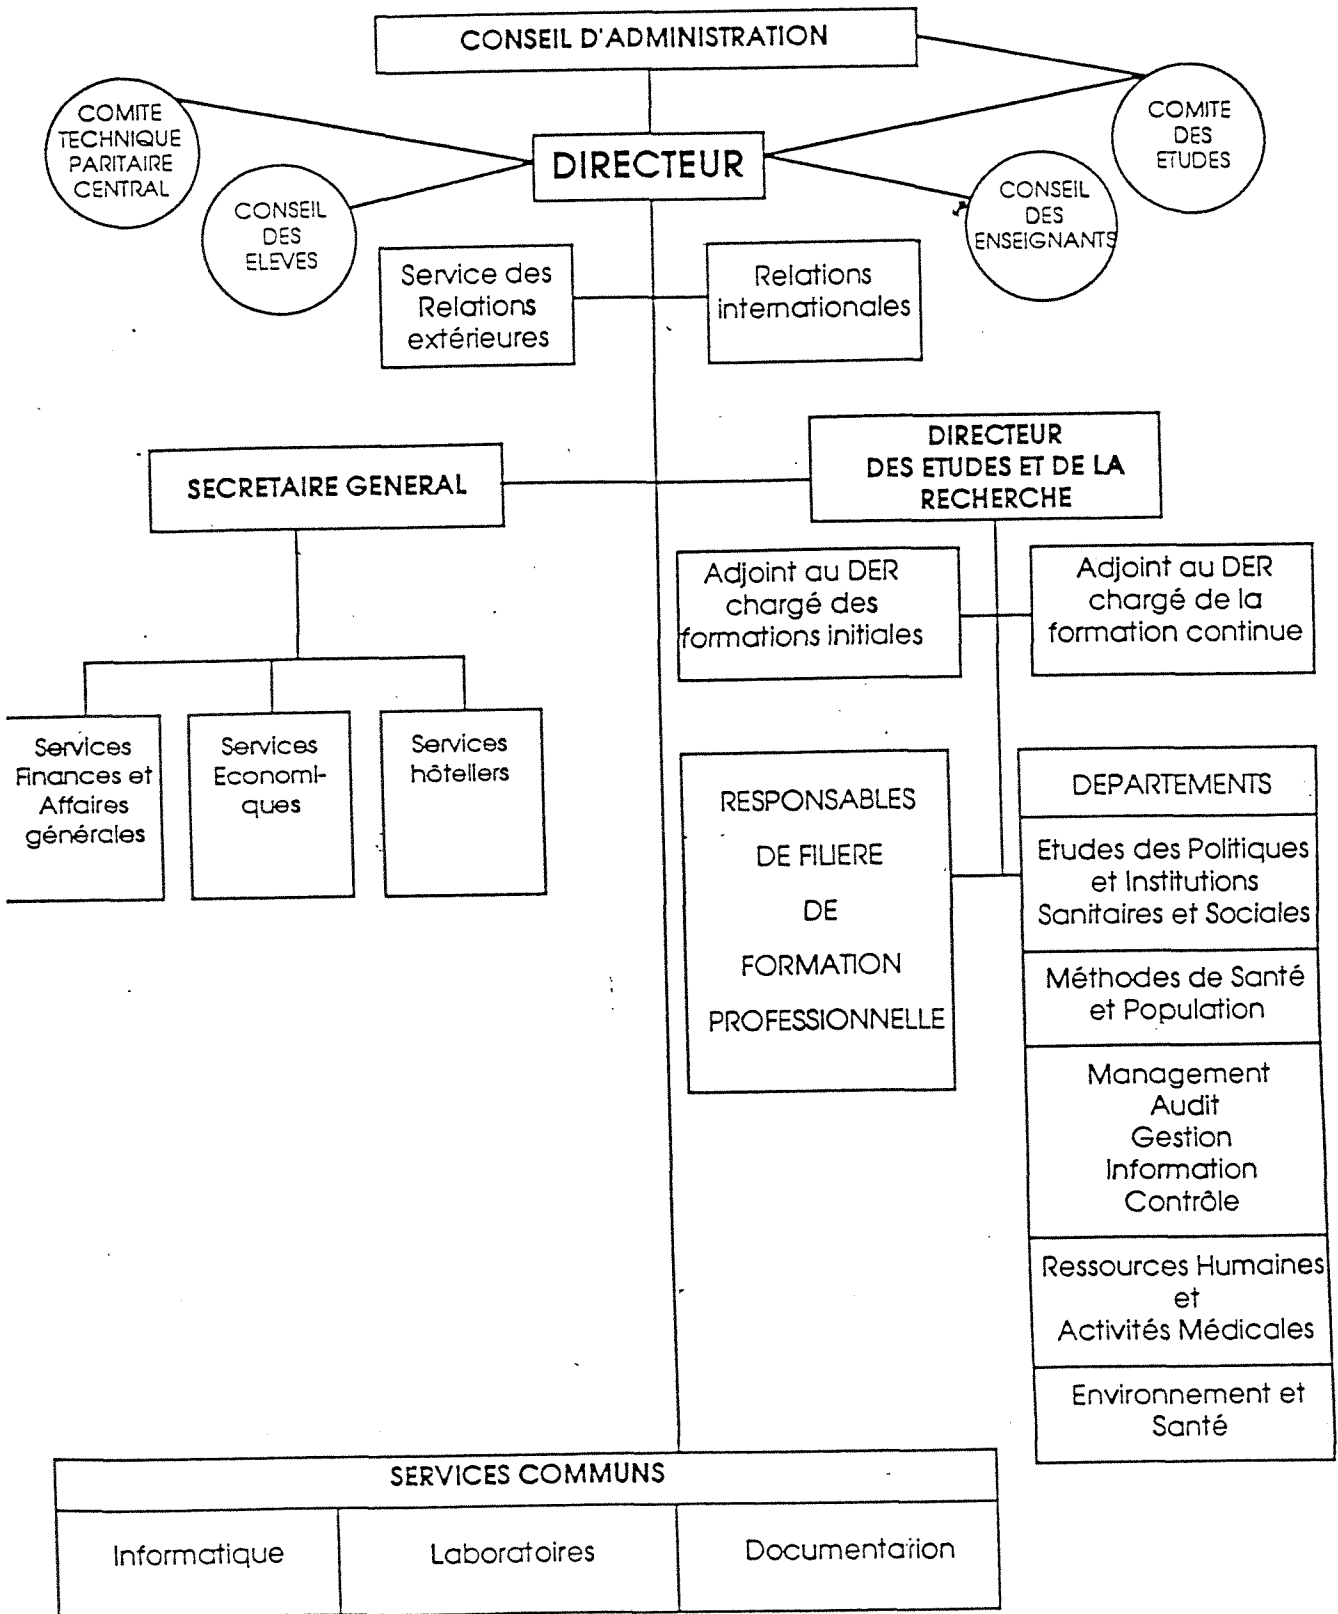 CONSEIL D'ADMINISTRATION
COMITE
TECHNIQUE
PARITAIRE
CENTRAL
COMITE
DES
ETUDES
DIRECTEUR
CONSEIL
DES
ELEVES
CONSEIL
DES
ENSEIGNANTS
Service des
Relations
extérieures
Relations
internationales
SECRETAIRE GENERAL
DIRECTEUR
DES ETUDES ET DE LA
RECHERCHE
Adjoint au DER
chargé des
formations initiales
Adjoint au DER
chargé de la
formation continue
Services
Finances et
Affaires
générales
Services
Economi-
ques
Services
hôteliers
RESPONSABLES
DE FILIERE
DE
FORMATION
PROFESSIONNELLE
DEPARTEMENTS
Etudes des Politiques
et Institutions
Sanitaires et Sociales
Méthodes de Santé
et Population
Management
Audit
Gestion
Information
Contrôle
Ressources Humaines
et
Activités Médicales
Environnement et
Santé
SERVICES COMMUNS
Informatique
Laboratoires
Documentation